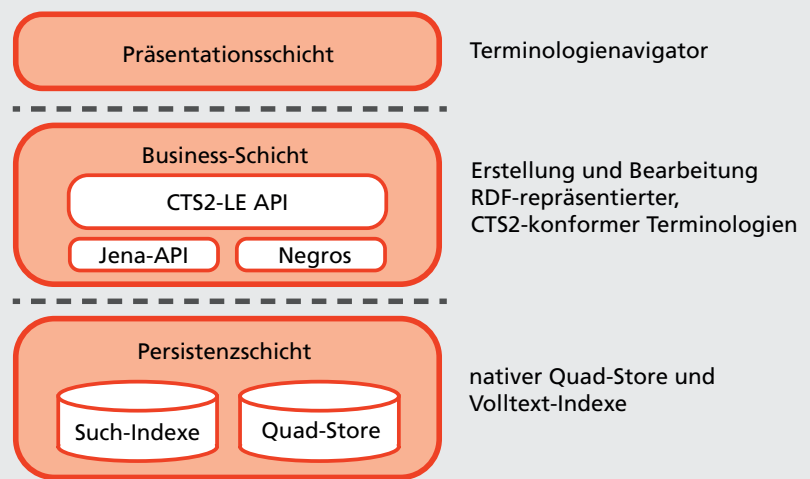 Präsentationsschicht
Terminologienavigator
Business-Schicht
CTS2-LE API
Jena-API
Negros
Erstellung und Bearbeitung
RDF-repräsentierter,
CTS2-konformer Terminologien
Persistenzschicht
Such-Indexe
Quad-Store
nativer Quad-Store und
Volltext-Indexe